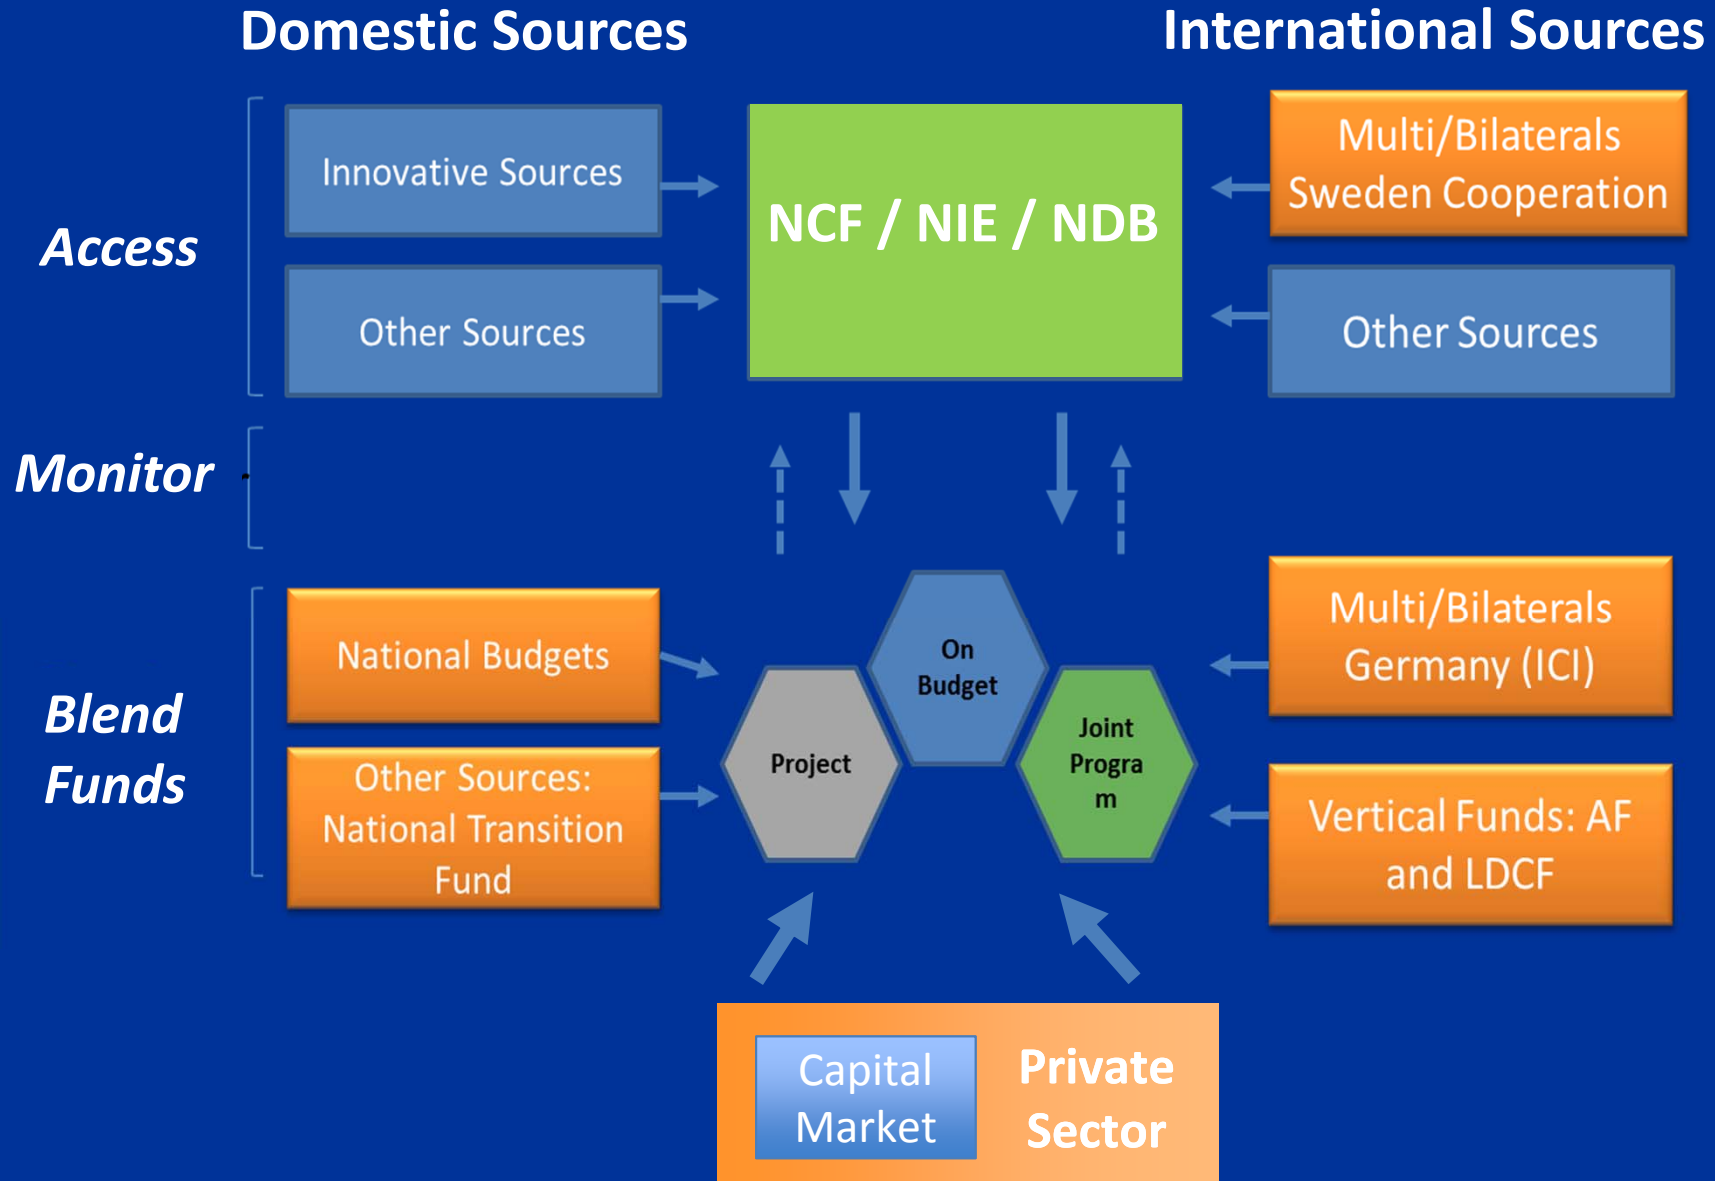 Domestic Sources
International Sources
Access
Innovative Sources
Other Sources
NCF / NIE / NDB
Multi/Bilaterals
Sweden Cooperation
Other Sources
Monitor
Blend
Funds
National Budgets
Other Sources:
National Transition
Fund
Project
On
Budget
Joint
Progra
m
Multi/Bilaterals
Germany (ICI)
Vertical Funds: AF
and LDCF
Capital
Market
Private
Sector